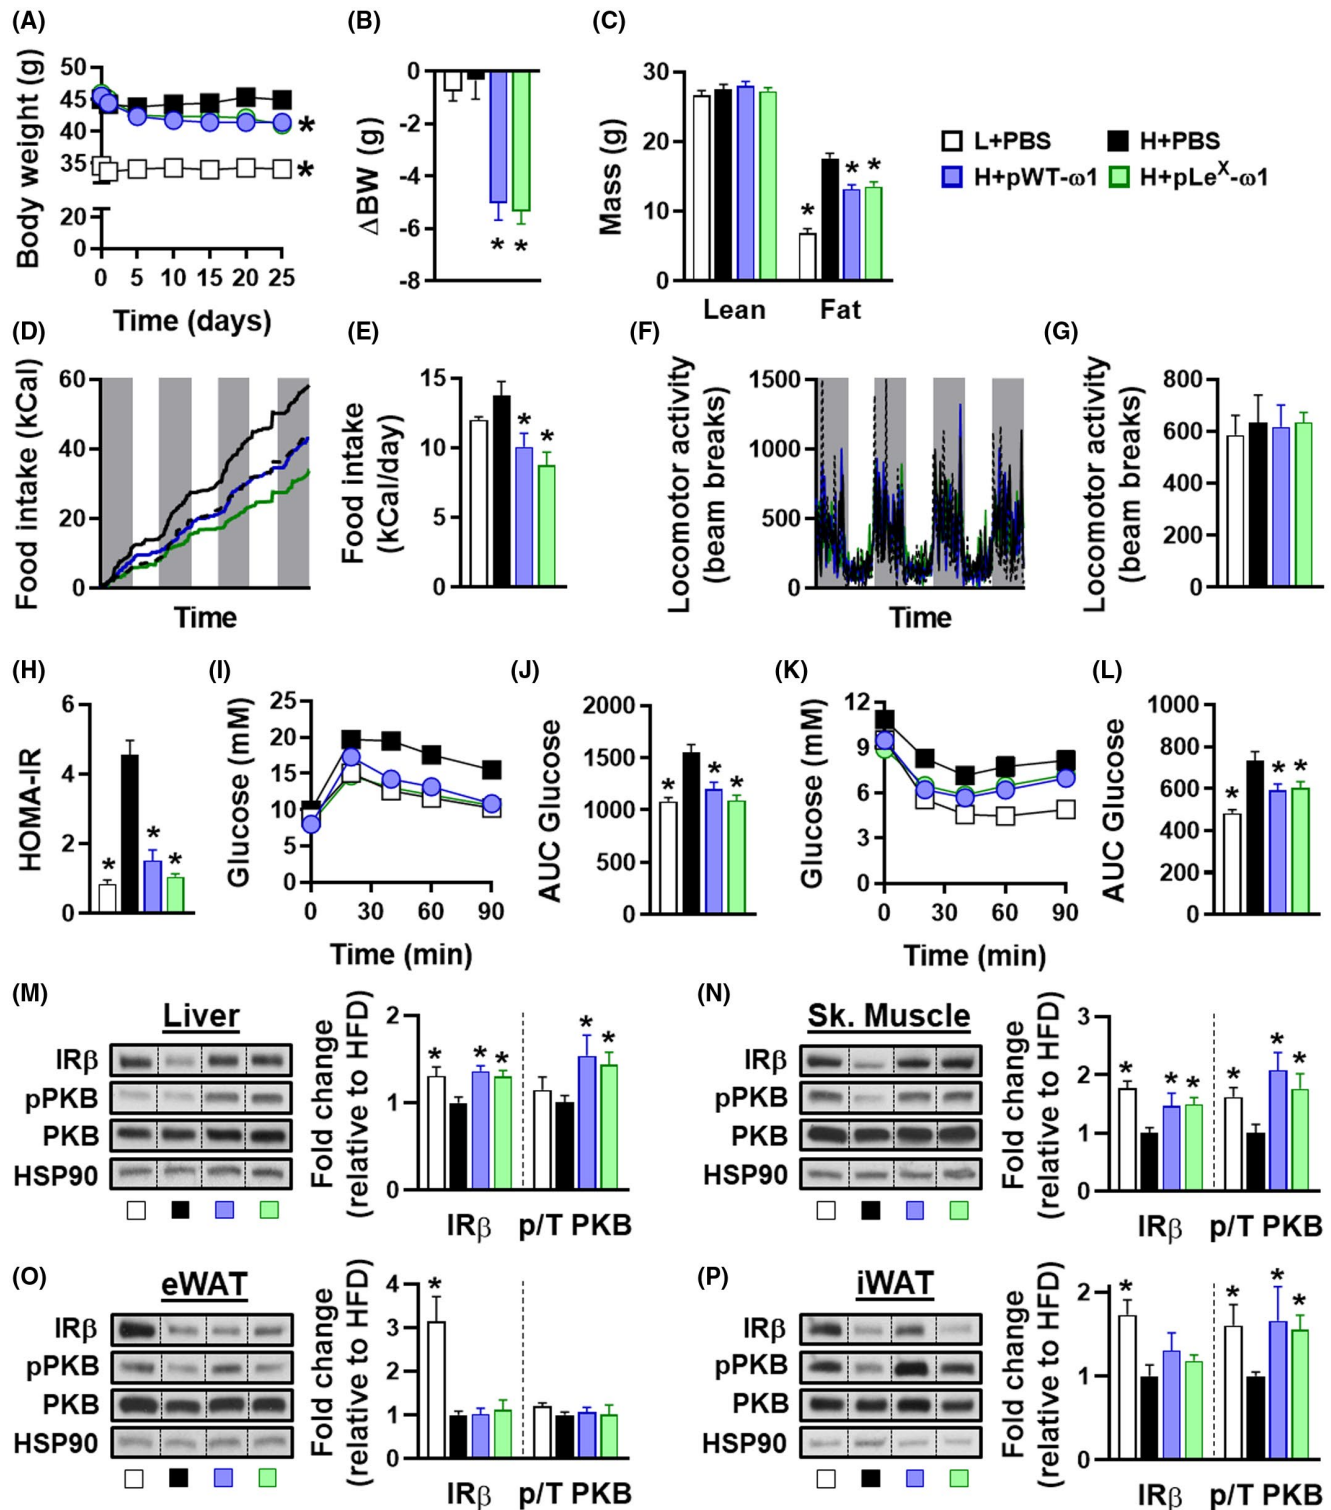 (A)
Body weight (g)
50
45
40
35
20
0
*
*
0 5 10 15 20 25
Time (days)
(B)
ΔBW (g)
0
-2
-4
-6
-8
* *
(C)
Mass (g)
30
20
10
0
* * *
Lean Fat
L+PBS H+PBS
H+pWT-ω1 H+pLeX-ω1
(D)
Food intake (kCal)
60
40
20
0
Time
(E)
Food intake
(kCal/day)
15
10
5
0
* *
(F)
Locomotor activity
(beam breaks)
1500
1000
500
0
Time
(G)
Locomotor activity
(beam breaks)
800
600
400
200
0
(H)
HOMA-IR
6
4
2
0
* * *
(I)
Glucose (mM)
25
20
15
10
5
0
0 30 60 90
Time (min)
(J)
AUC Glucose
2000
1500
1000
500
0
* * *
(K)
Glucose (mM)
12
9
6
3
0
0 30 60 90
Time (min)
(L)
AUC Glucose
1000
800
600
400
200
0
* * *
(M)
Liver
IRβ
pPKB
PKB
HSP90
Fold change
(relative to HFD)
2
1
0
* * * * *
IRβ p/T PKB
(N)
Sk. Muscle
IRβ
pPKB
PKB
HSP90
Fold change
(relative to HFD)
3
2
1
0
* * * * * *
IRβ p/T PKB
(O)
eWAT
IRβ
pPKB
PKB
HSP90
Fold change
(relative to HFD)
4
3
2
1
0
*
IRβ p/T PKB
(P)
iWAT
IRβ
pPKB
PKB
HSP90
Fold change
(relative to HFD)
2
1
0
* * * *
IRβ p/T PKB